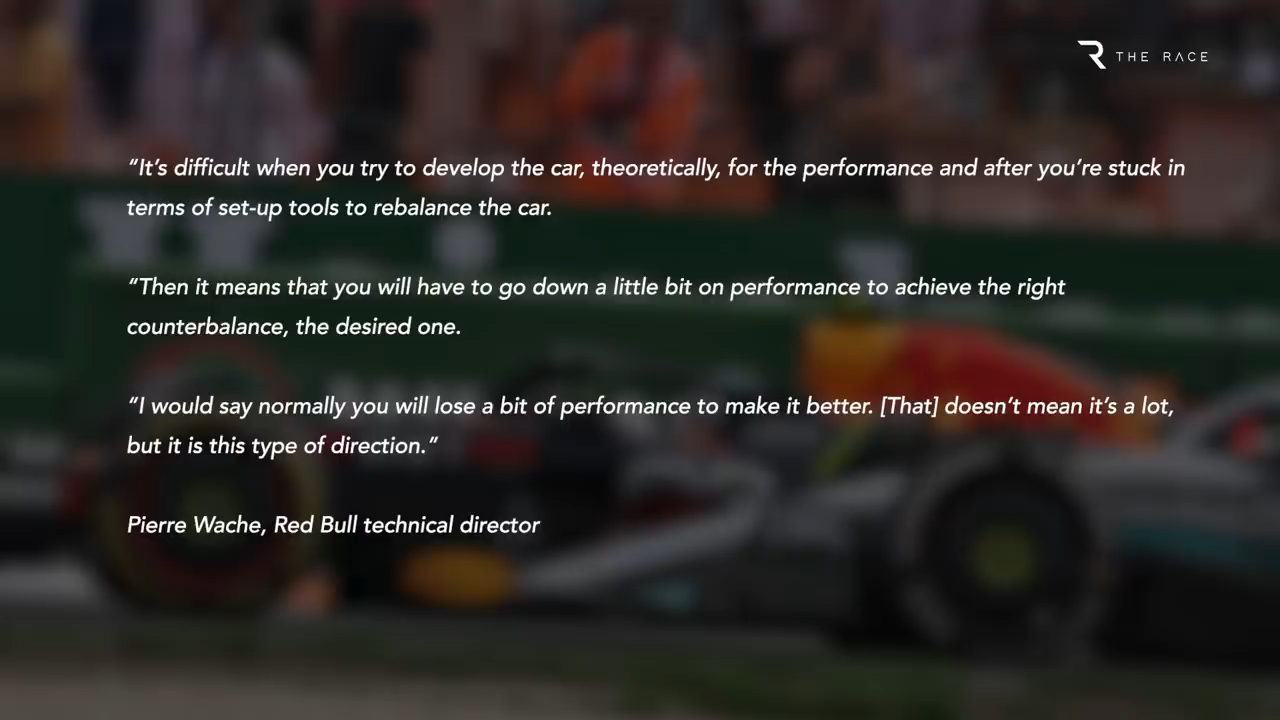 THE RACE
“It’s difficult when you try to develop the car, theoretically, for the performance and after you’re stuck in
terms of set-up tools to rebalance the car.
“Then it means that you will have to go down a little bit on performance to achieve the right
counterbalance, the desired one.
“I would say normally you will lose a bit of performance to make it better. [That] doesn’t mean it’s a lot,
but it is this type of direction.”
Pierre Wache, Red Bull technical director